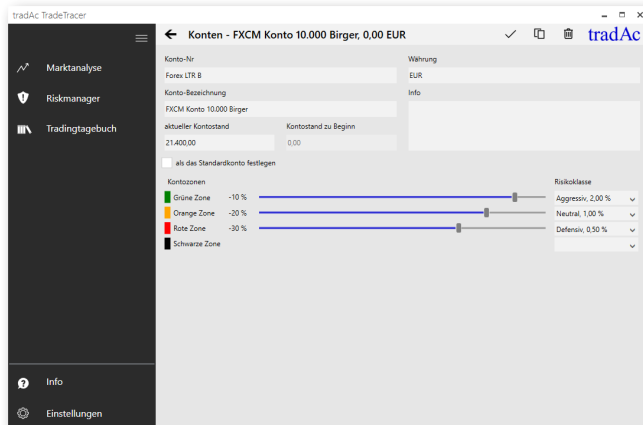 tradAc TradeTracer
Konten - FXCM Konto 10.000 Birger, 0,00 EUR
tradAc
Marktanalyse
Riskmanager
Tradingtagebuch
Konto-Nr
Währung
Forex LTR B
EUR
Konto-Bezeichnung
Info
FXCM Konto 10.000 Birger
aktueller Kontostand
Kontostand zu Beginn
21.400,00
0,00
als das Standardkonto festlegen
Kontozonen
Risikoklasse
Grüne Zone -10 %
Aggressiv, 2,00 %
Orange Zone -20 %
Neutral, 1,00 %
Rote Zone -30 %
Defensiv, 0,50 %
Schwarze Zone
Info
Einstellungen